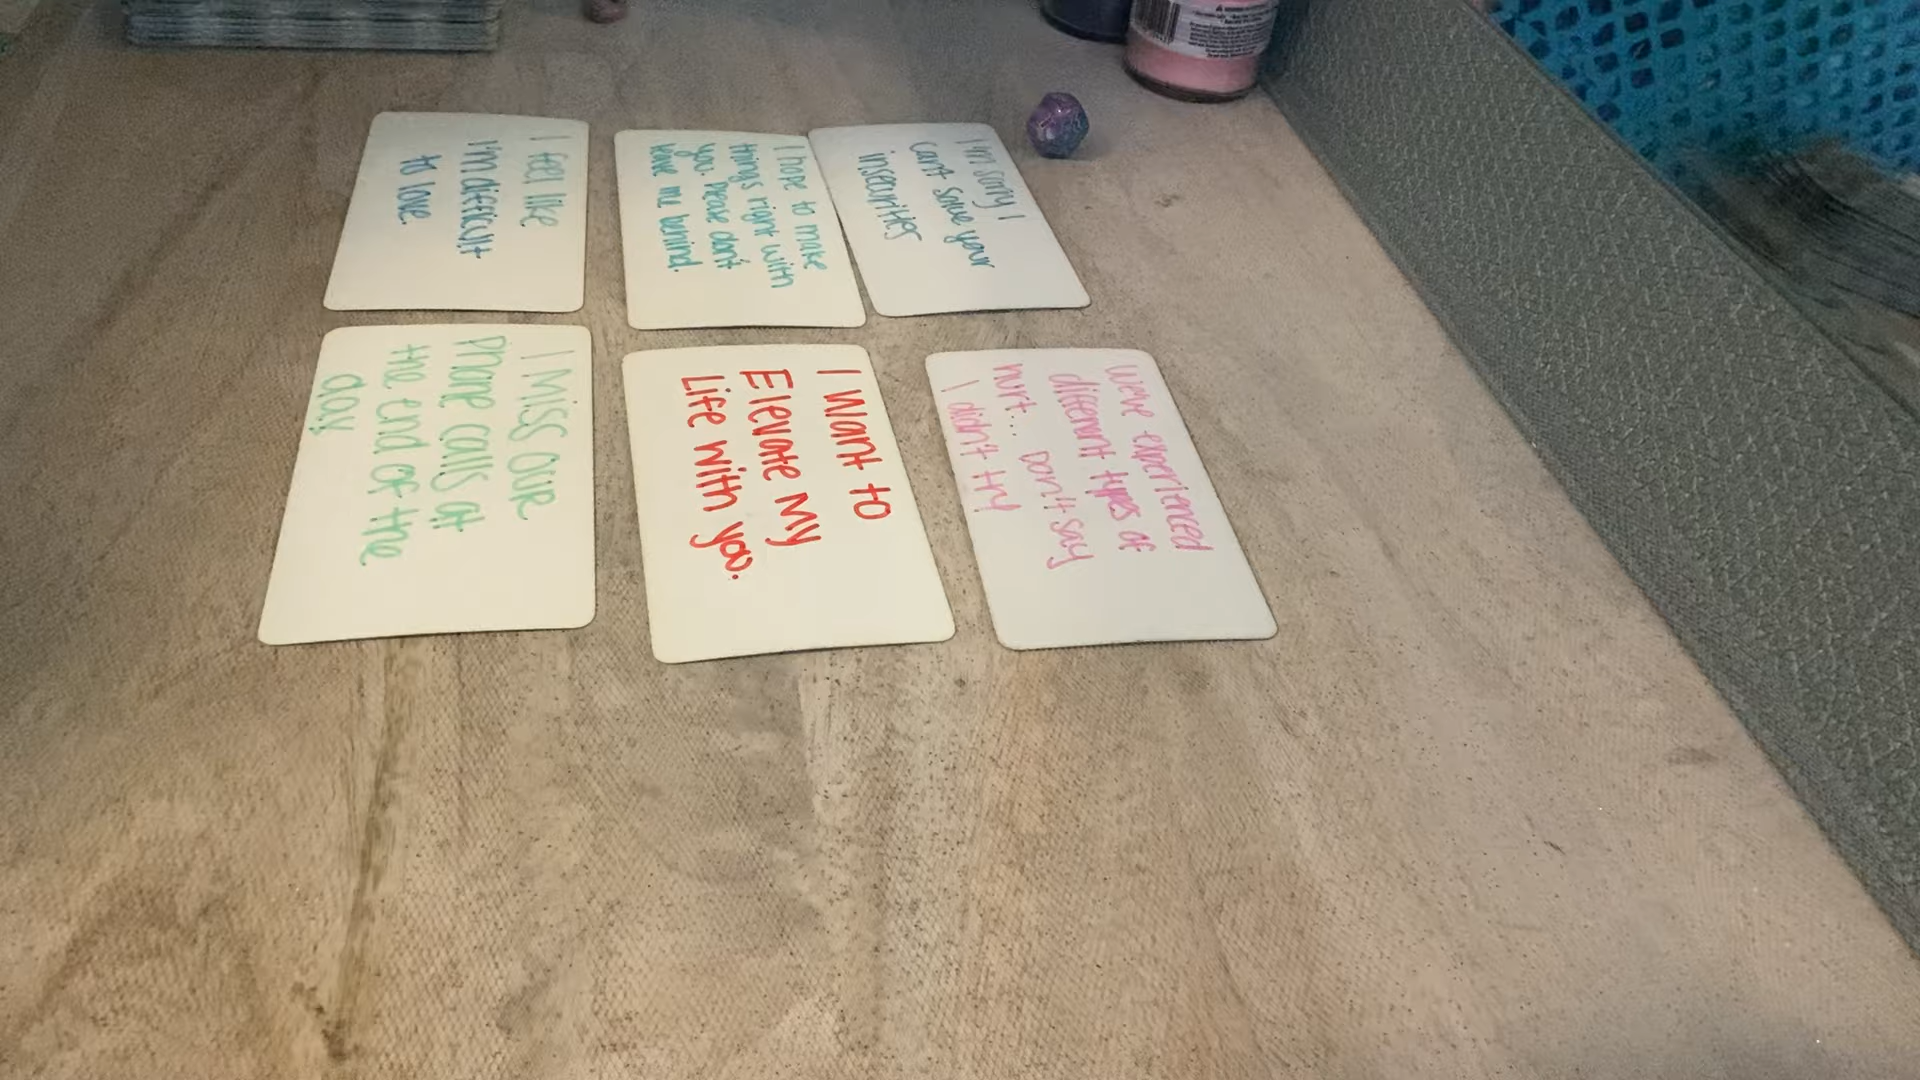 I feel like
I'm difficult
to love
I hope to make
things right with
you. Please don't
leave me behind.
I'm sorry I
can't solve your
insecurities
I Miss our
phone calls at
the end of the
day
I Want to
Elevate My
Life with you.
We've experienced
different types of
hurt... Don't say
I didn't try